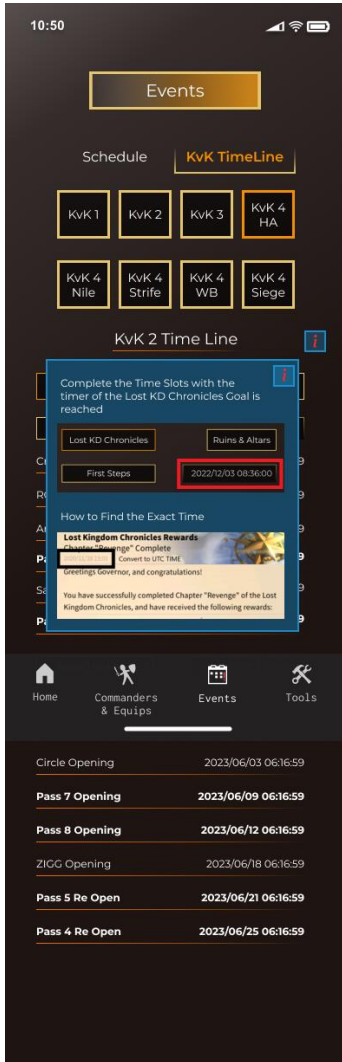 10:50
Events
Schedule
KvK TimeLine
KvK 1
KvK 2
KvK 3
KvK 4
HA
KvK 4
Nile
KvK 4
Strife
KvK 4
WB
KvK 4
Siege
KvK 2 Time Line
i
Complete the Time Slots with the
timer of the Lost KD Chronicles Goal is
reached
i
Lost KD Chronicles
Ruins & Altars
First Steps
2022/12/03 08:36:00
How to Find the Exact Time
Lost Kingdom Chronicles Rewards
Chapter "Revenge" Complete
Convert to UTC TIME
Greetings Governor, and congratulations!
You have successfully completed Chapter "Revenge" of the Lost
Kingdom Chronicles, and have received the following rewards:
Home
Commanders
& Equips
Events
Tools
Circle Opening 2023/06/03 06:16:59
Pass 7 Opening 2023/06/09 06:16:59
Pass 8 Opening 2023/06/12 06:16:59
ZIGG Opening 2023/06/18 06:16:59
Pass 5 Re Open 2023/06/21 06:16:59
Pass 4 Re Open 2023/06/25 06:16:59